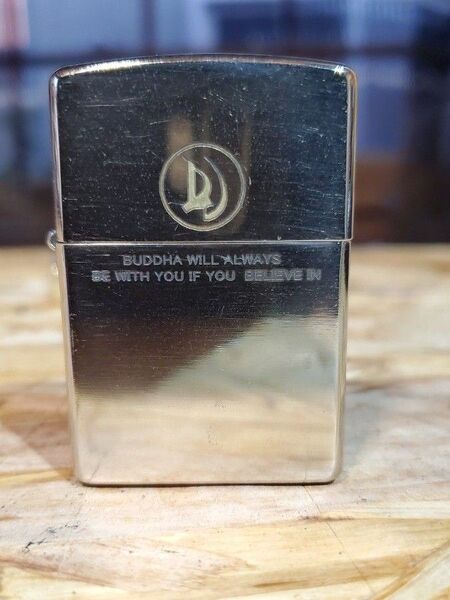 BUDDHA WILL ALWAYS
BE WITH YOU IF YOU BELIEVE IN